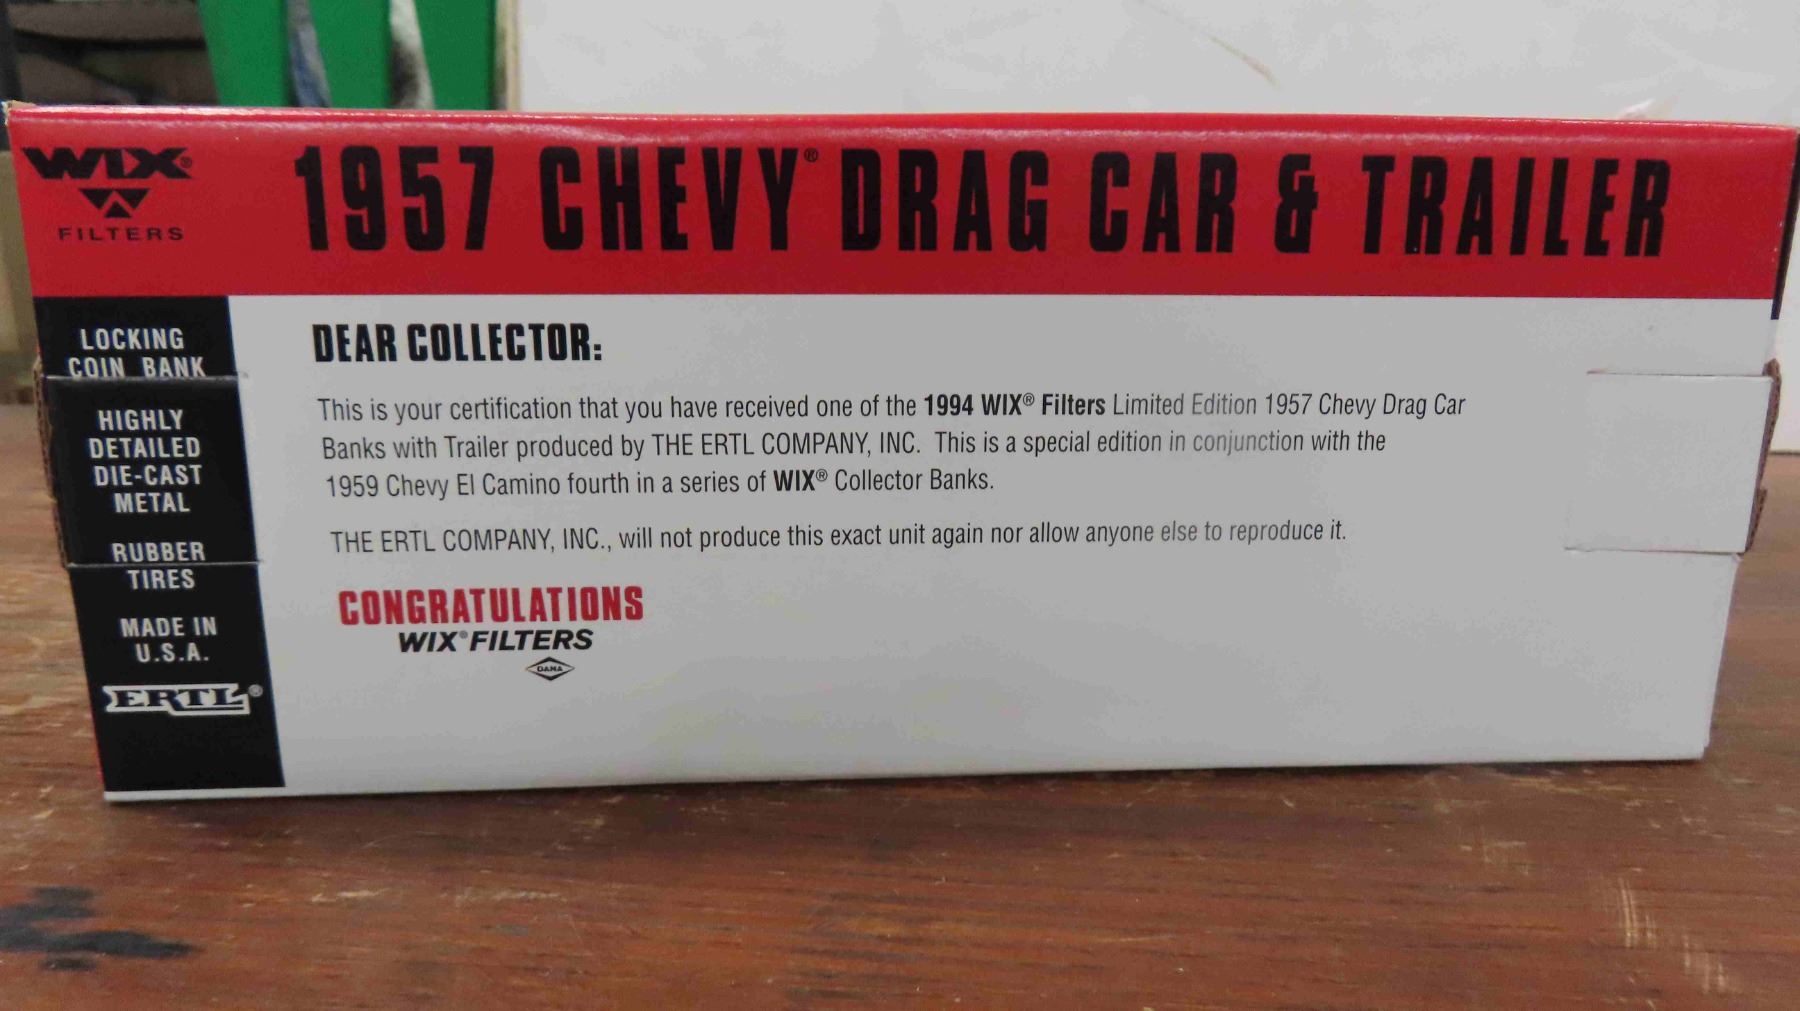 WIX®
FILTERS
1957 CHEVY® DRAG CAR & TRAILER
LOCKING
COIN BANK
HIGHLY
DETAILED
DIE-CAST
METAL
RUBBER
TIRES
MADE IN
U.S.A.
ERTL®
DEAR COLLECTOR:
This is your certification that you have received one of the 1994 WIX® Filters Limited Edition 1957 Chevy Drag Car
Banks with Trailer produced by THE ERTL COMPANY, INC. This is a special edition in conjunction with the
1959 Chevy El Camino fourth in a series of WIX® Collector Banks.
THE ERTL COMPANY, INC., will not produce this exact unit again nor allow anyone else to reproduce it.
CONGRATULATIONS
WIX® FILTERS
DANA